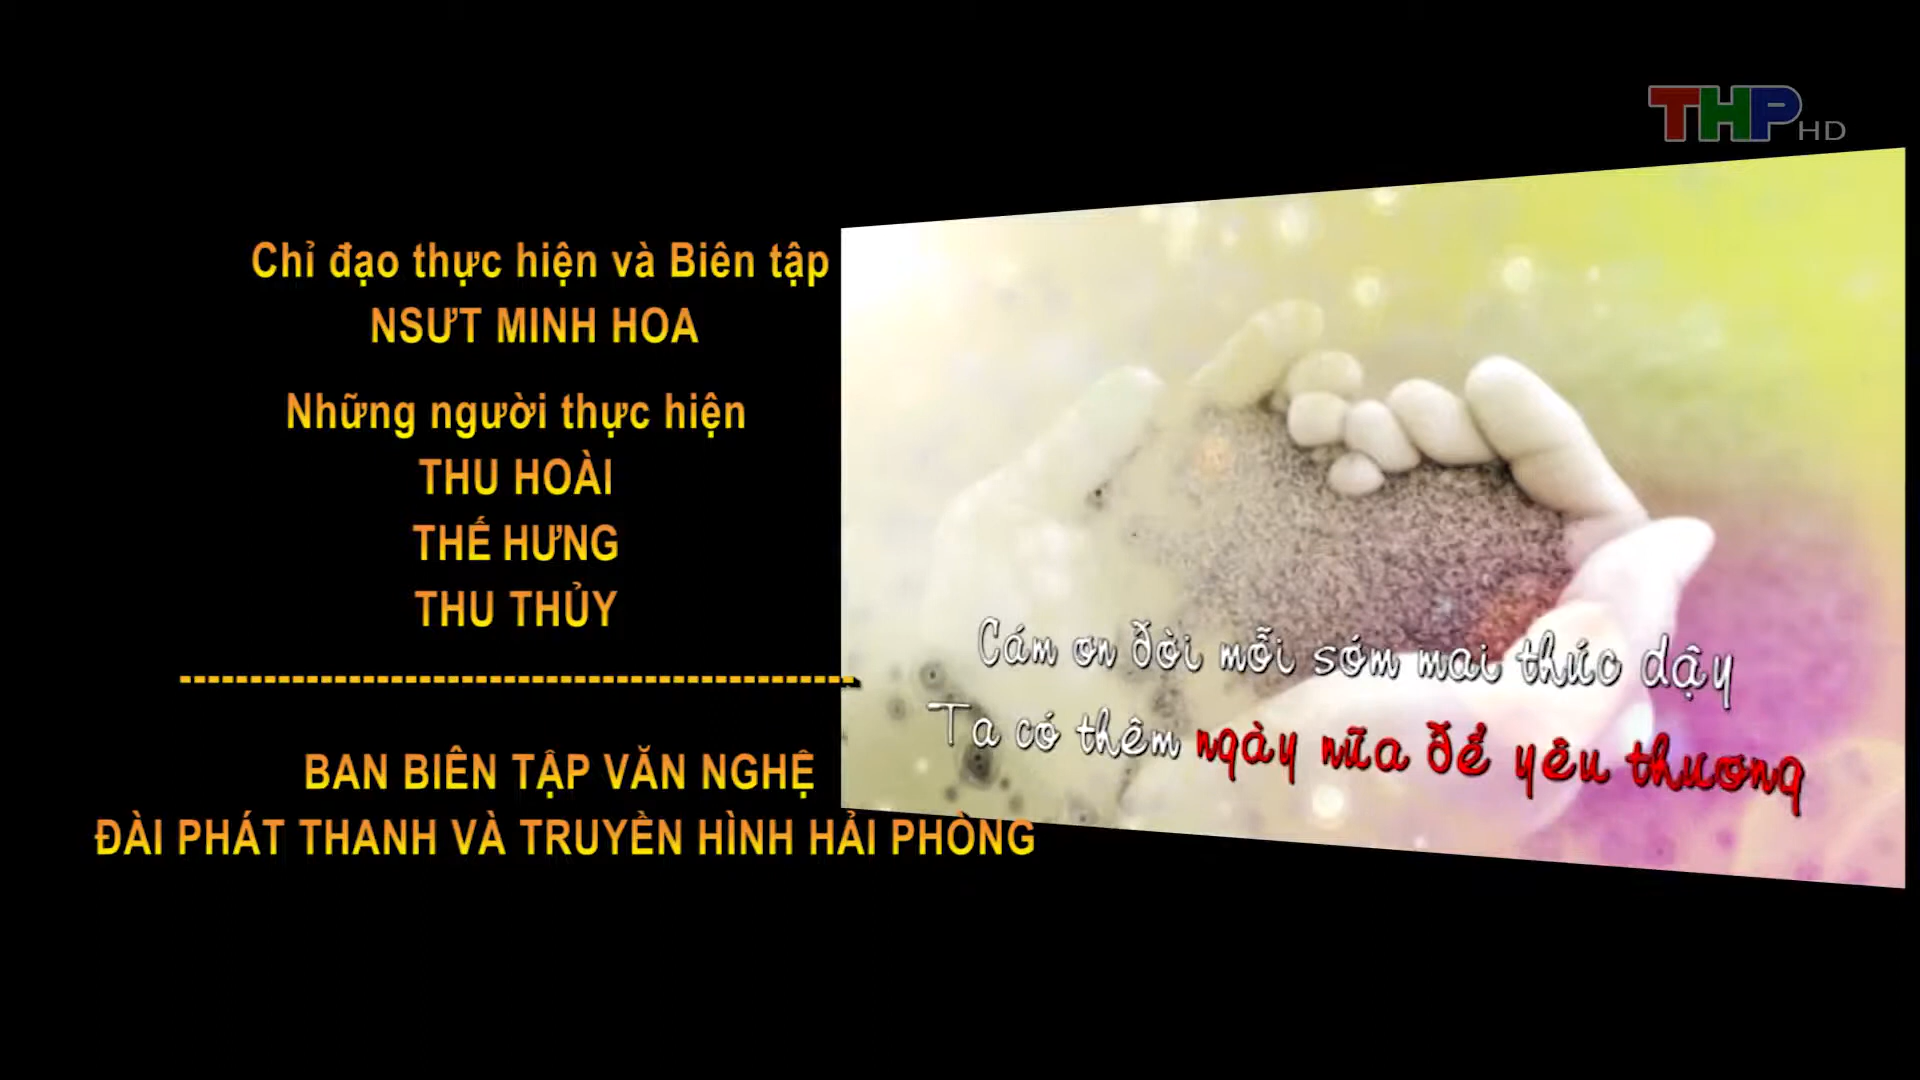 THP HD
Chỉ đạo thực hiện và Biên tập
NSƯT MINH HOA
Những người thực hiện
THU HOÀI
THẾ HƯNG
THU THỦY
--------------------------------------------------
BAN BIÊN TẬP VĂN NGHỆ
ĐÀI PHÁT THANH VÀ TRUYỀN HÌNH HẢI PHÒNG
Cám ơn đời mỗi sớm mai thức dậy
Ta có thêm ngày nữa để yêu thương